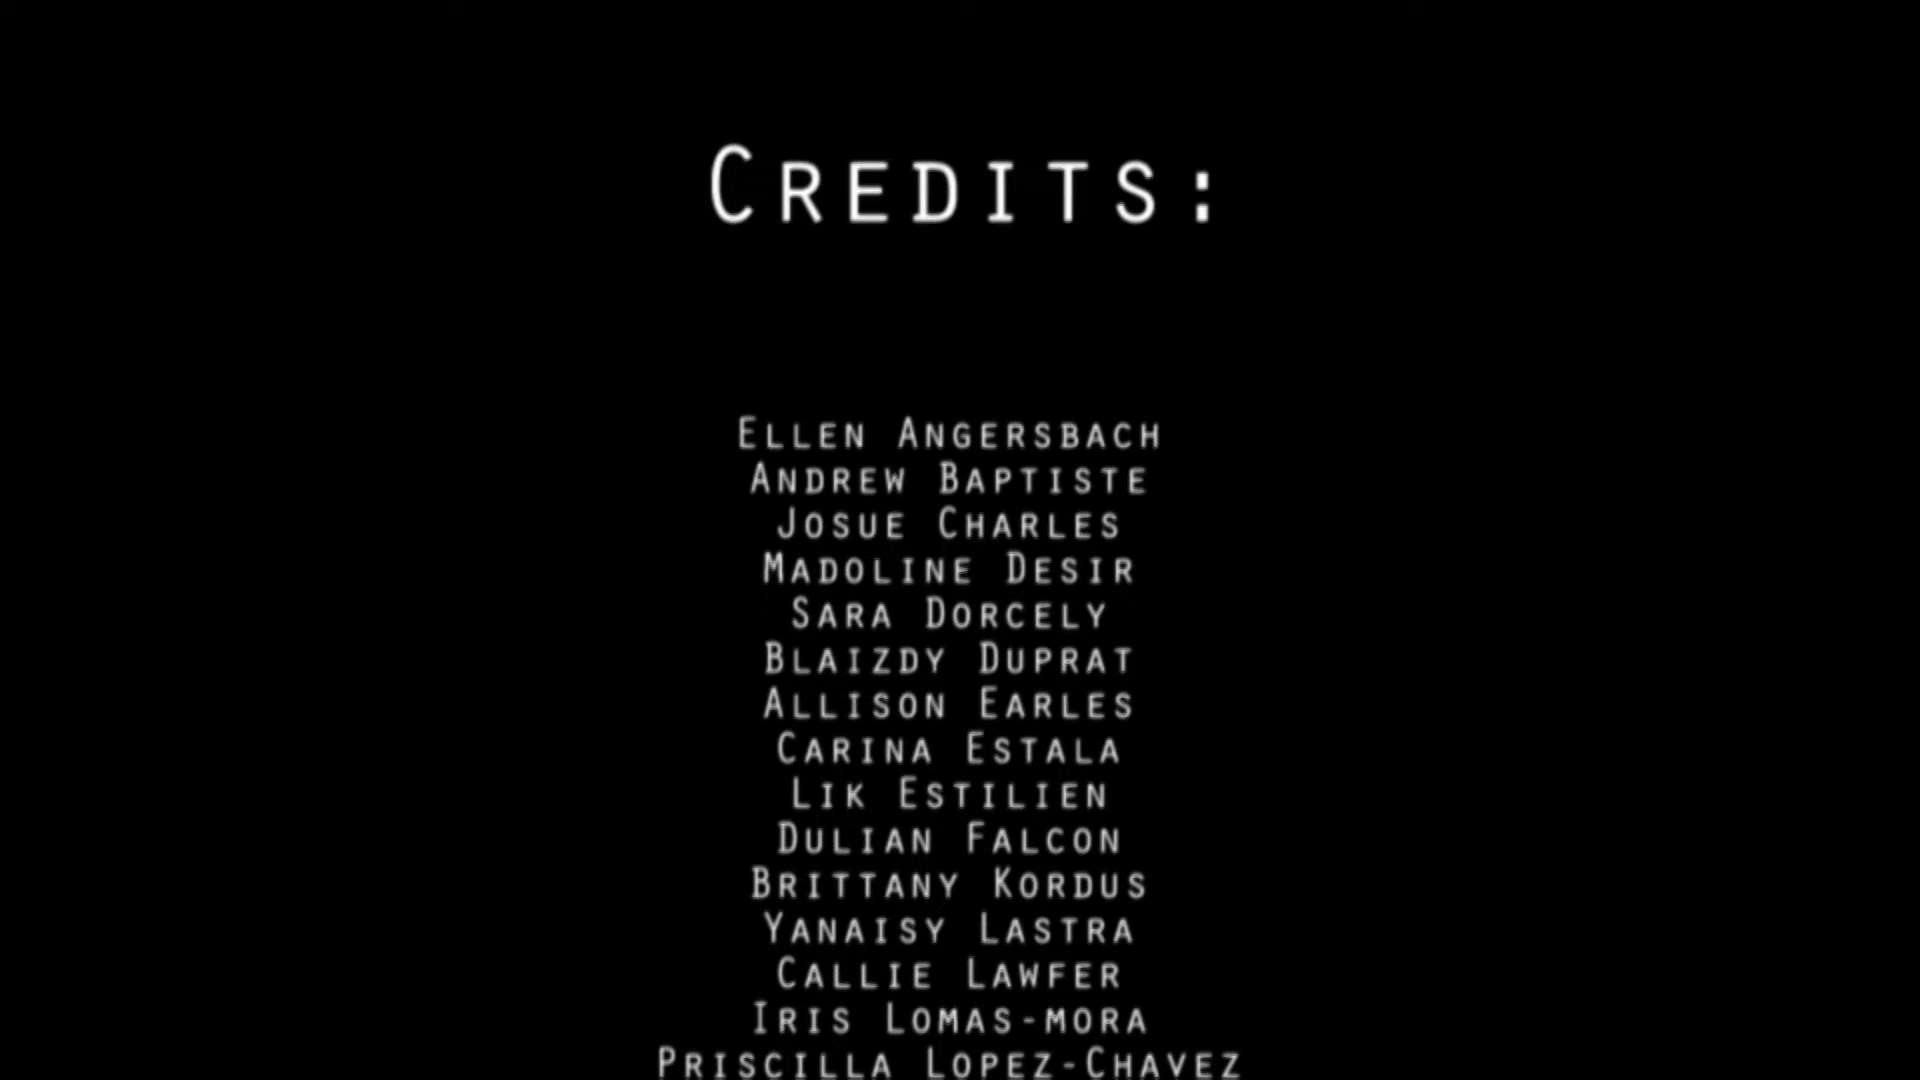 Credits:
Ellen Angersbach
Andrew Baptiste
Josue Charles
Madoline Desir
Sara Dorcely
Blaizdy Duprat
Allison Earles
Carina Estala
Lik Estilien
Dulian Falcon
Brittany Kordus
Yanaisy Lastra
Callie Lawfer
Iris Lomas-mora
Priscilla Lopez-Chavez